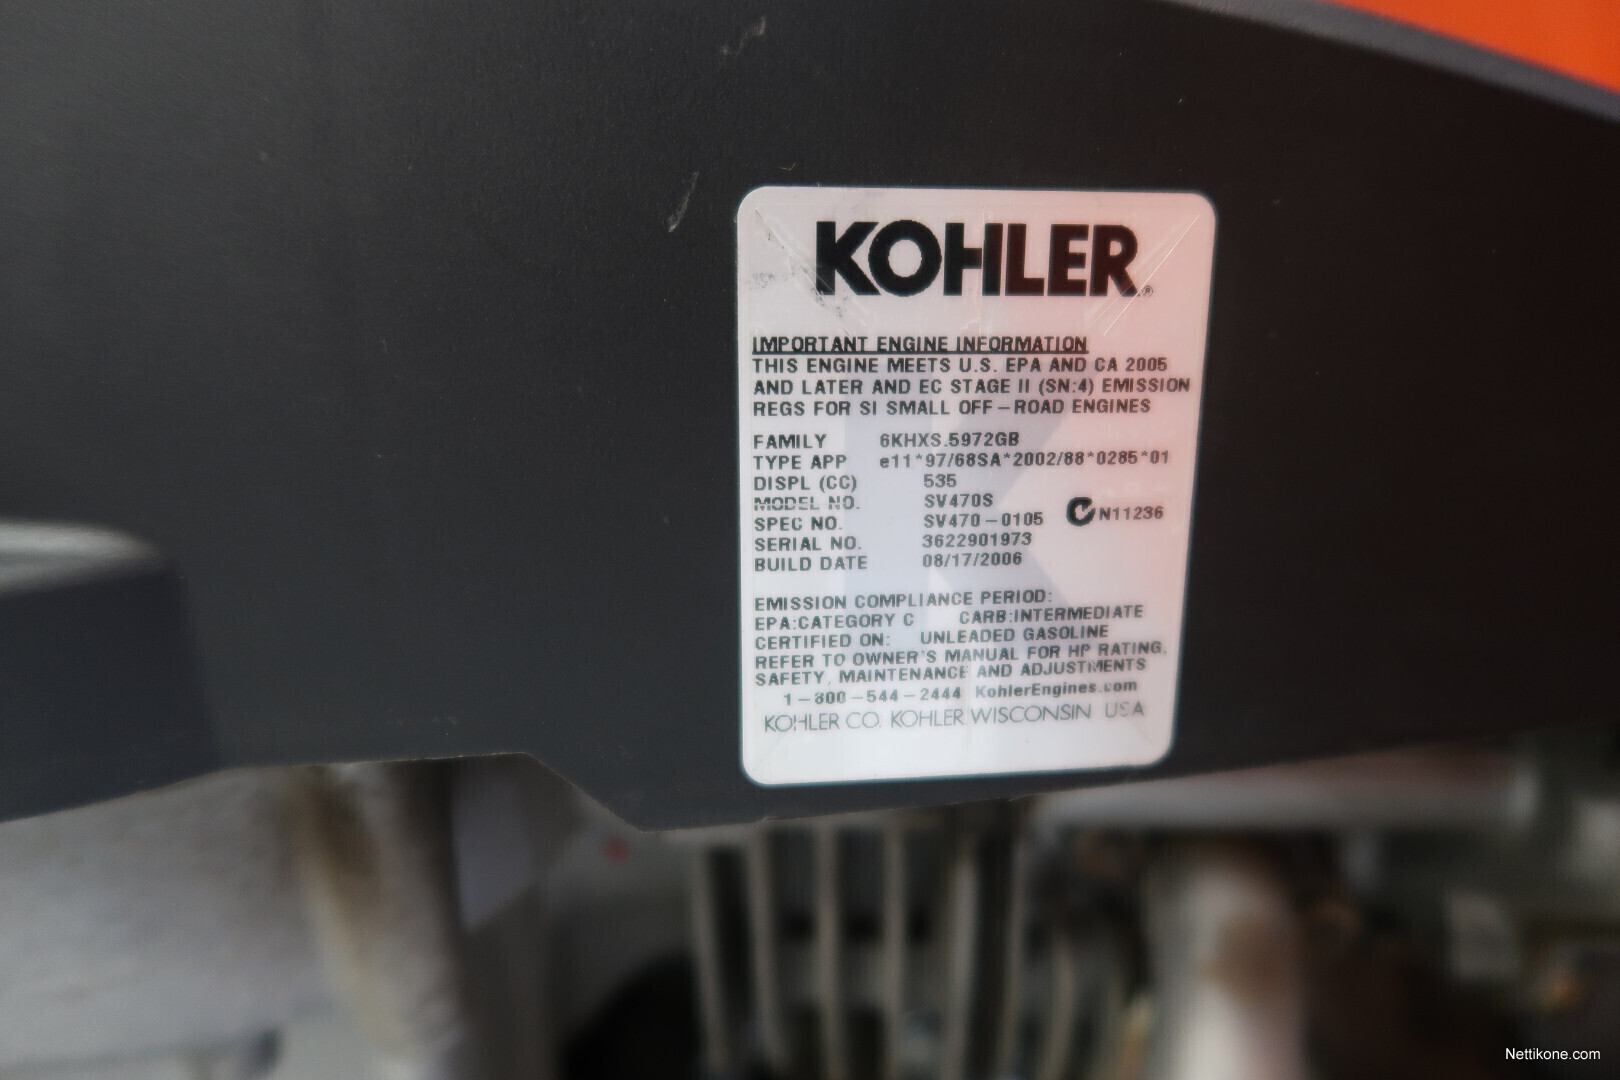 KOHLER®
IMPORTANT ENGINE INFORMATION
THIS ENGINE MEETS U.S. EPA AND CA 2005
AND LATER AND EC STAGE II (SN:4) EMISSION
REGS FOR SI SMALL OFF-ROAD ENGINES
FAMILY 6KHXS.5972GB
TYPE APP e11*97/68SA*2002/88*0285*01
DISPL (CC) 535
MODEL NO. SV470S
SPEC NO. SV470-0105 N11236
SERIAL NO. 3622901973
BUILD DATE 08/17/2006
EMISSION COMPLIANCE PERIOD:
EPA:CATEGORY C CARB:INTERMEDIATE
CERTIFIED ON: UNLEADED GASOLINE
REFER TO OWNER'S MANUAL FOR HP RATING,
SAFETY, MAINTENANCE AND ADJUSTMENTS
1-800-544-2444 KohlerEngines.com
KOHLER CO. KOHLER, WISCONSIN USA
Nettikone.com